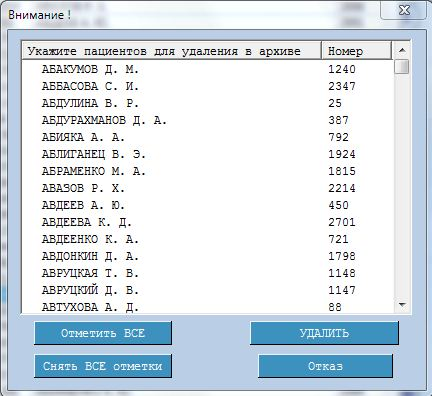 Внимание !
Укажите пациентов для удаления в архиве Номер
АБАКУМОВ Д. М. 1240
АББАСОВА С. И. 2347
АБДУЛИНА В. Р. 25
АБДУРАХМАНОВ Д. А. 387
АБИЯКА А. А. 792
АБЛИГАНЕЦ В. Э. 1924
АБРАМЕНКО М. А. 1815
АВАЗОВ Р. Х. 2214
АВДЕЕВ А. Ю. 450
АВДЕЕВА К. Д. 2701
АВДЕЕНКО К. А. 721
АВДОНКИН Д. А. 1798
АВРУЦКАЯ Т. В. 1148
АВРУЦКИЙ Д. В. 1147
АВТУХОВА А. Д. 88
Отметить ВСЕ УДАЛИТЬ
Снять ВСЕ отметки Отказ